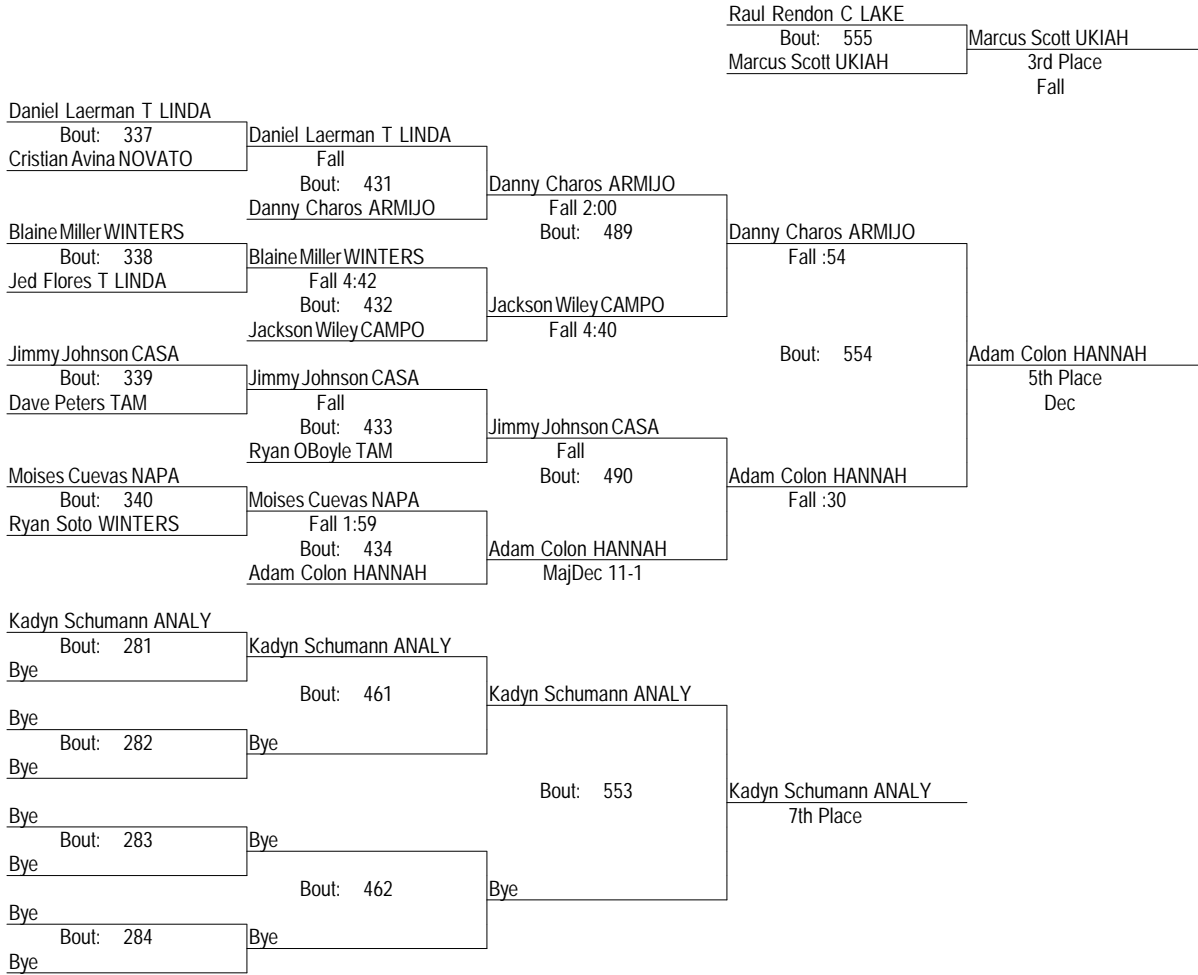 Raul Rendon C LAKE
Bout: 555
Marcus Scott UKIAH
Marcus Scott UKIAH
3rd Place
Fall
Daniel Laerman T LINDA
Bout: 337
Cristian Avina NOVATO
Daniel Laerman T LINDA
Fall
Bout: 431
Danny Charos ARMIJO
Danny Charos ARMIJO
Fall 2:00
Bout: 489
Blaine Miller WINTERS
Bout: 338
Jed Flores T LINDA
Blaine Miller WINTERS
Fall 4:42
Bout: 432
Jackson Wiley CAMPO
Jackson Wiley CAMPO
Fall 4:40
Danny Charos ARMIJO
Fall :54
Bout: 554
Adam Colon HANNAH
5th Place
Dec
Jimmy Johnson CASA
Bout: 339
Dave Peters TAM
Jimmy Johnson CASA
Fall
Bout: 433
Ryan OBoyle TAM
Jimmy Johnson CASA
Fall
Bout: 490
Moises Cuevas NAPA
Bout: 340
Ryan Soto WINTERS
Moises Cuevas NAPA
Fall 1:59
Bout: 434
Adam Colon HANNAH
Adam Colon HANNAH
MajDec 11-1
Adam Colon HANNAH
Fall :30
Kadyn Schumann ANALY
Bout: 281
Bye
Kadyn Schumann ANALY
Bout: 461
Kadyn Schumann ANALY
Bye
Bout: 282
Bye
Bye
Bout: 553
Kadyn Schumann ANALY
7th Place
Bye
Bout: 283
Bye
Bye
Bout: 462
Bye
Bye
Bout: 284
Bye
Bye